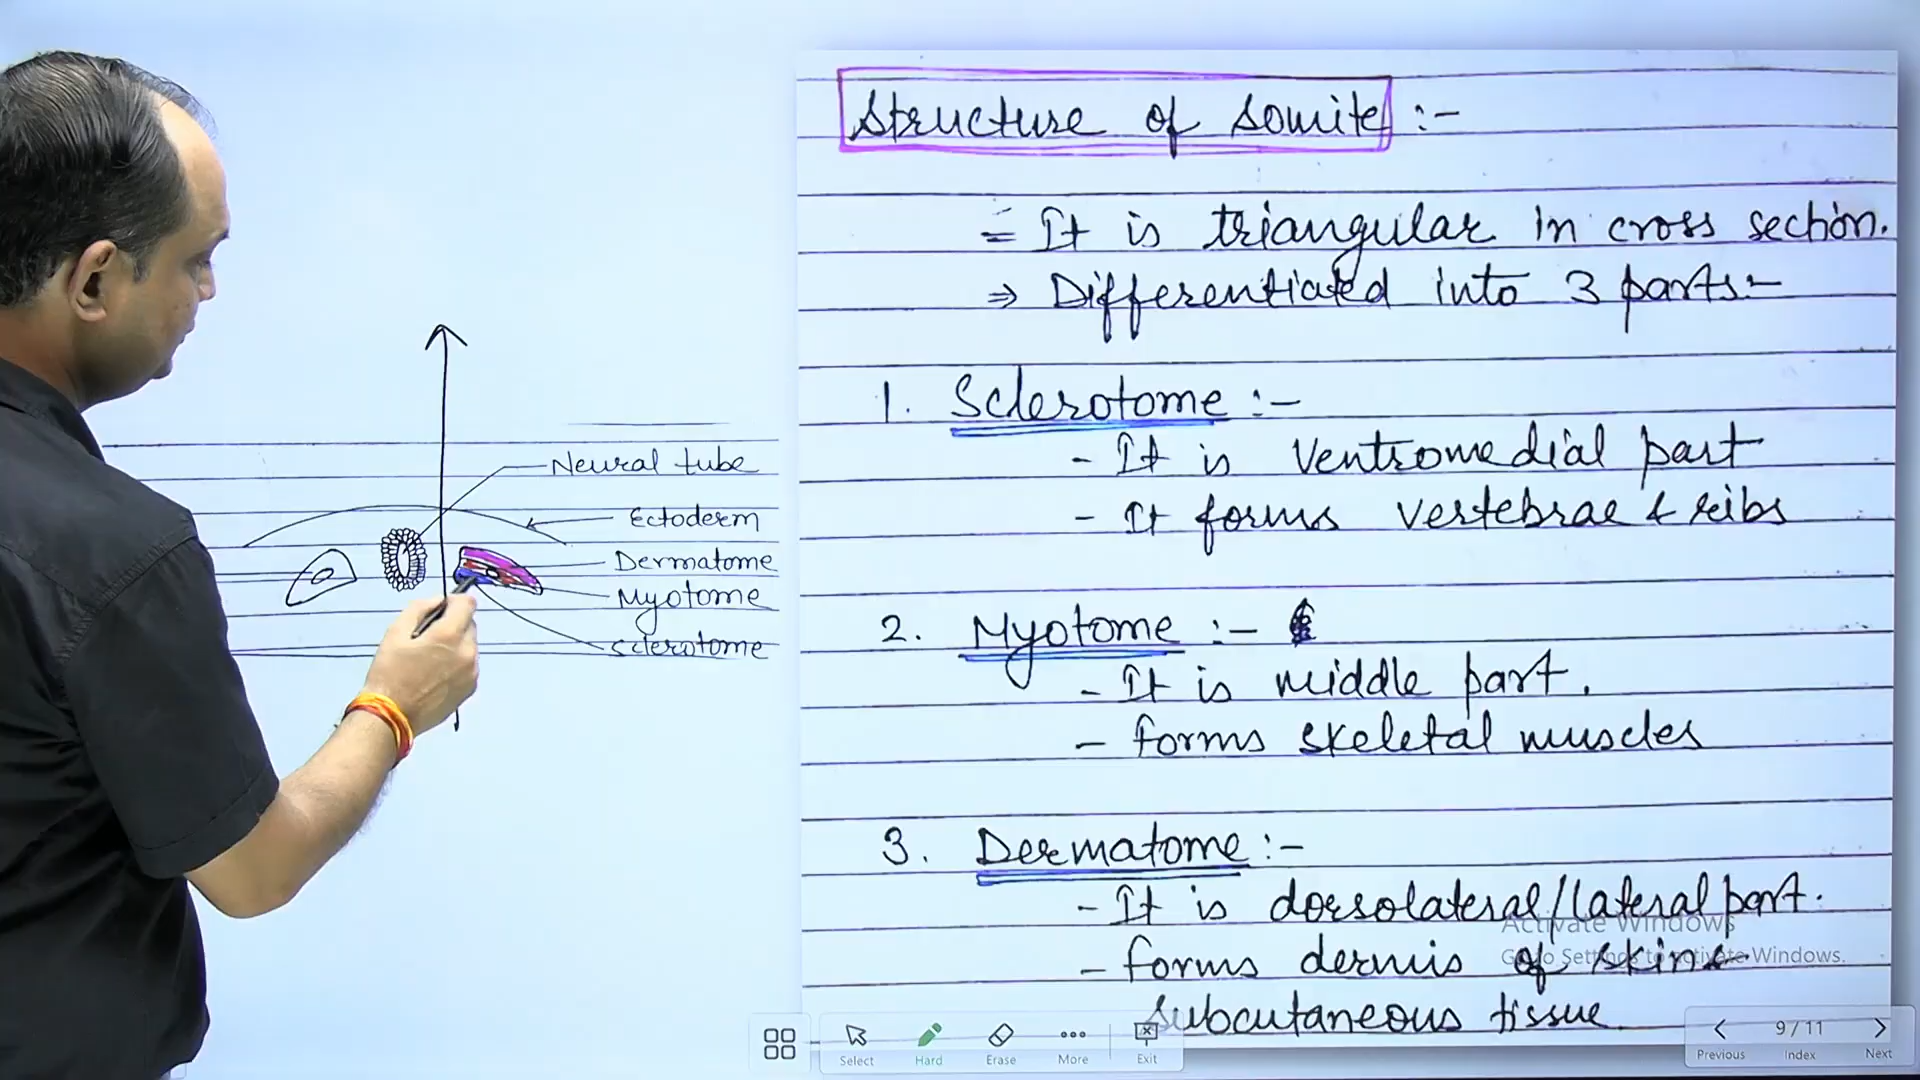 Structure of Somite :-
= It is triangular in cross section.
⇒ Differentiated into 3 parts:-
1. Sclerotome :-
- It is ventromedial part
- It forms vertebrae & ribs
2. Myotome :-
- It is middle part.
- forms skeletal muscles
3. Dermatome :-
- It is dorsolateral/lateral part.
- forms dermis of skin &
subcutaneous tissue
Neural tube
Ectoderm
Dermatome
Myotome
Sclerotome
Activate Windows
Go to Settings to activate Windows.
Select
Hard
Erase
More
Exit
Previous
9 / 11
Index
Next